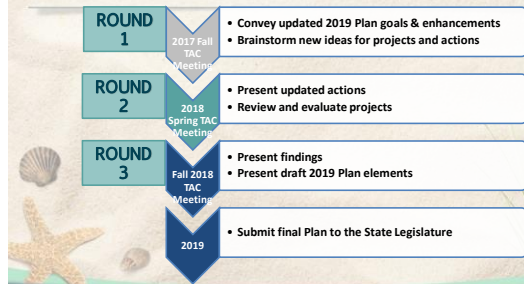 ROUND
1
2017 Fall
TAC
Meeting
• Convey updated 2019 Plan goals & enhancements
• Brainstorm new ideas for projects and actions
ROUND
2
2018
Spring TAC
Meeting
• Present updated actions
• Review and evaluate projects
ROUND
3
Fall 2018
TAC
Meeting
• Present findings
• Present draft 2019 Plan elements
2019
• Submit final Plan to the State Legislature